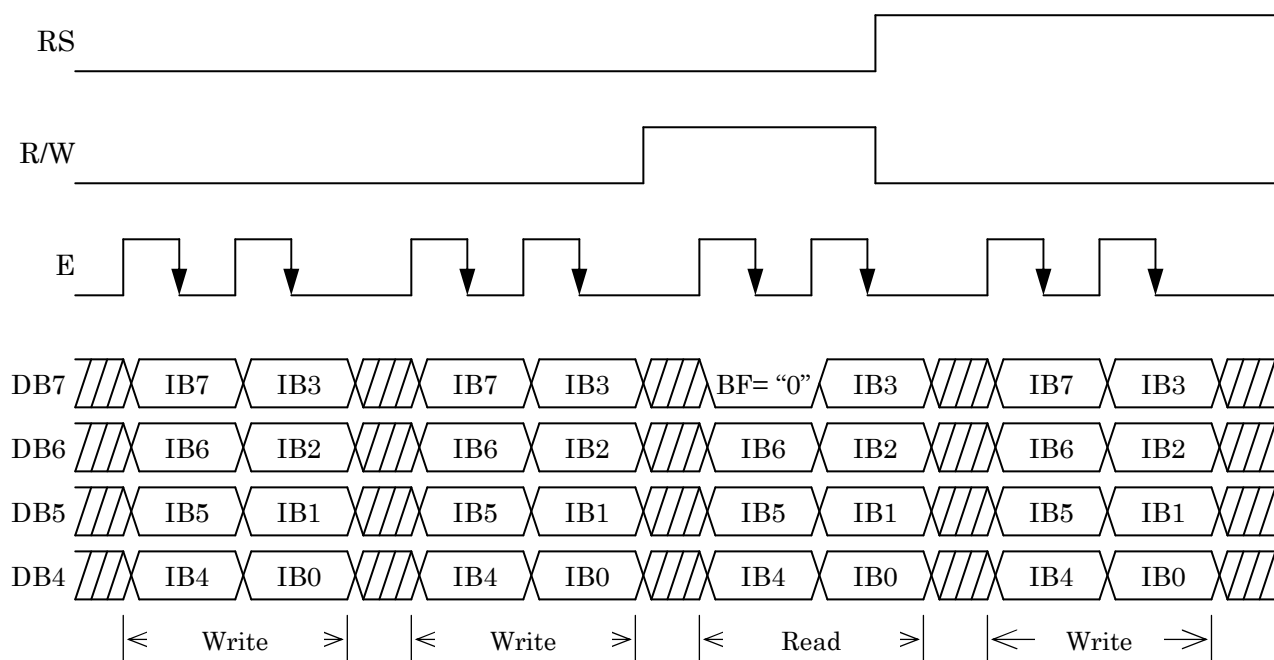 RS
R/W
E
DB7 IB7 IB3 IB7 IB3 BF= “0” IB3 IB7 IB3
DB6 IB6 IB2 IB6 IB2 IB6 IB2 IB6 IB2
DB5 IB5 IB1 IB5 IB1 IB5 IB1 IB5 IB1
DB4 IB4 IB0 IB4 IB0 IB4 IB0 IB4 IB0
Write Write Read Write